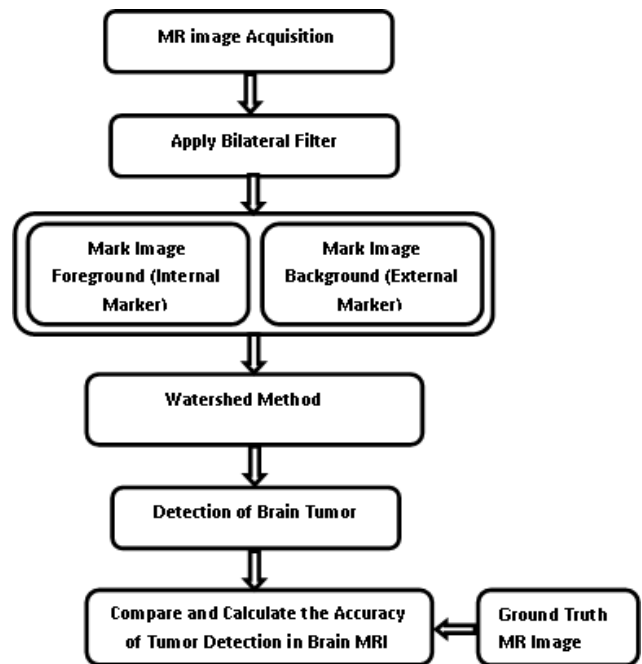 MR image Acquisition
Apply Bilateral Filter
Mark Image
Foreground (Internal
Marker)
Mark Image
Background (External
Marker)
Watershed Method
Detection of Brain Tumor
Compare and Calculate the Accuracy
of Tumor Detection in Brain MRI
Ground Truth
MR Image